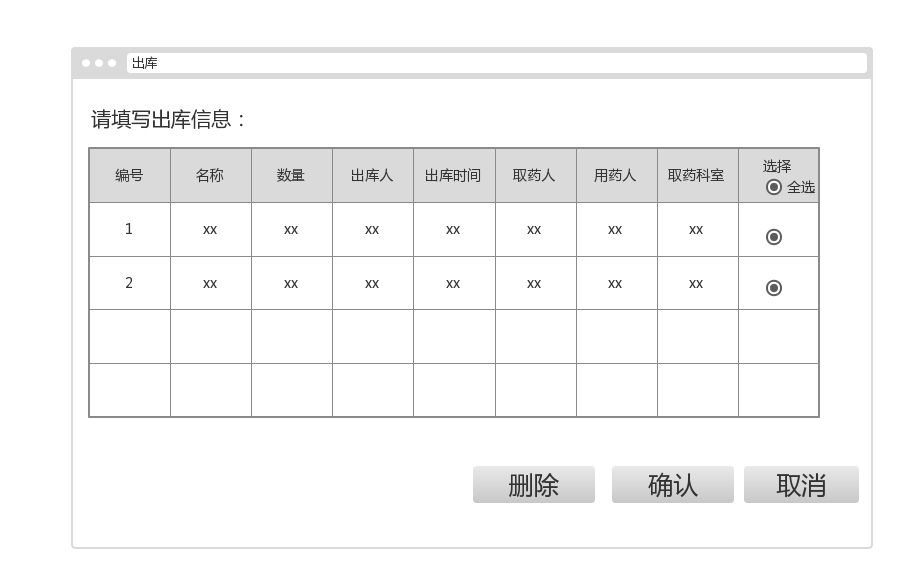 出库
请填写出库信息：
编号 名称 数量 出库人 出库时间 取药人 用药人 取药科室 选择
全选
1 xx xx xx xx xx xx xx
2 xx xx xx xx xx xx xx
删除 确认 取消